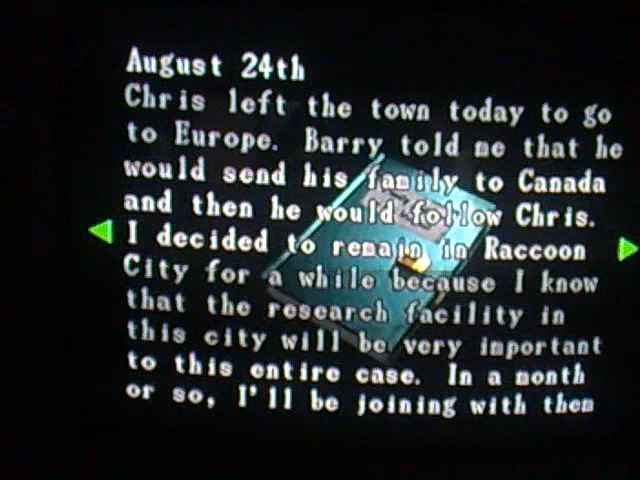 August 24th
Chris left the town today to go
to Europe. Barry told me that he
would send his family to Canada
and then he would follow Chris.
I decided to remain in Raccoon
City for a while because I know
that the research facility in
this city will be very important
to this entire case. In a month
or so, I'll be joining with them